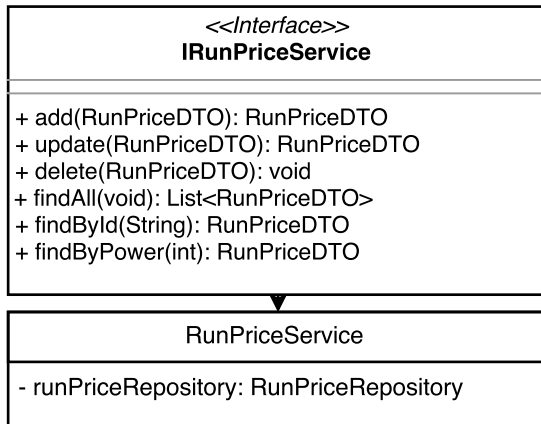 <<Interface>>
IRunPriceService
+ add(RunPriceDTO): RunPriceDTO
+ update(RunPriceDTO): RunPriceDTO
+ delete(RunPriceDTO): void
+ findAll(void): List<RunPriceDTO>
+ findById(String): RunPriceDTO
+ findByPower(int): RunPriceDTO
RunPriceService
- runPriceRepository: RunPriceRepository